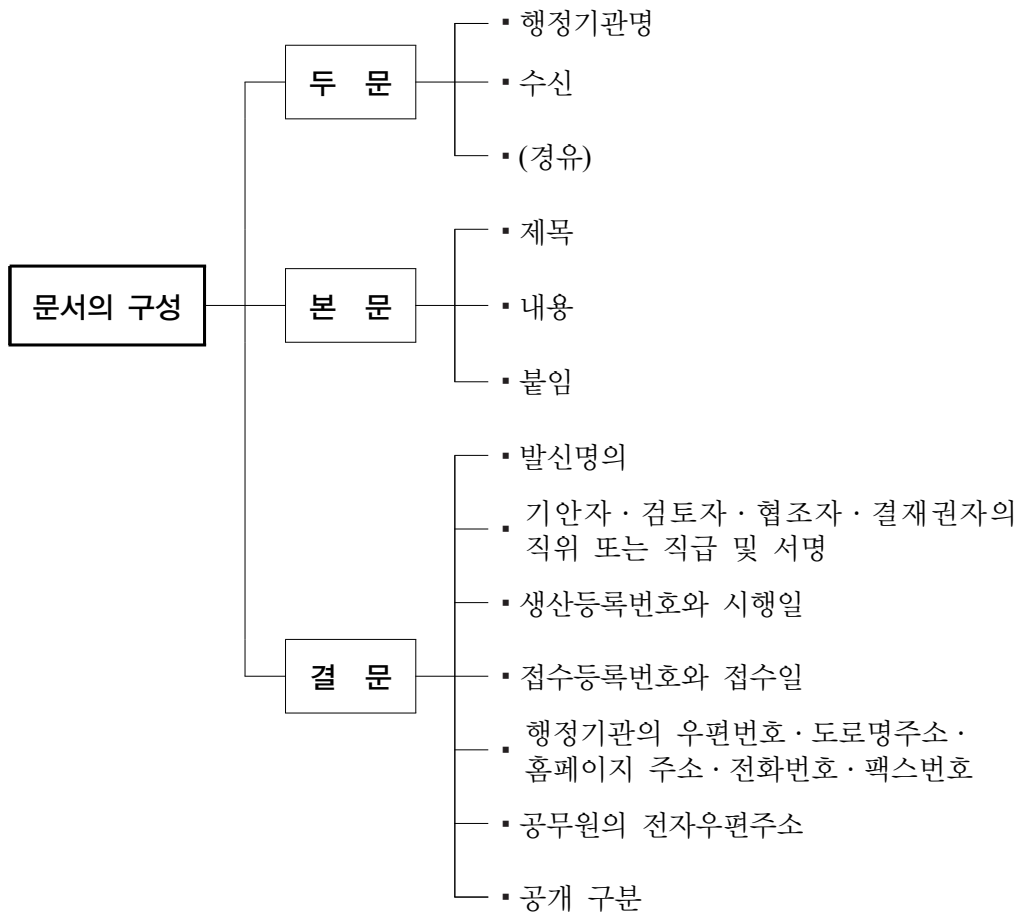 문서의 구성
두 문
▪ 행정기관명
▪ 수신
▪ (경유)
본 문
▪ 제목
▪ 내용
▪ 붙임
결 문
▪ 발신명의
▪ 기안자 · 검토자 · 협조자 · 결재권자의
직위 또는 직급 및 서명
▪ 생산등록번호와 시행일
▪ 접수등록번호와 접수일
▪ 행정기관의 우편번호 · 도로명주소 ·
홈페이지 주소 · 전화번호 · 팩스번호
▪ 공무원의 전자우편주소
▪ 공개 구분